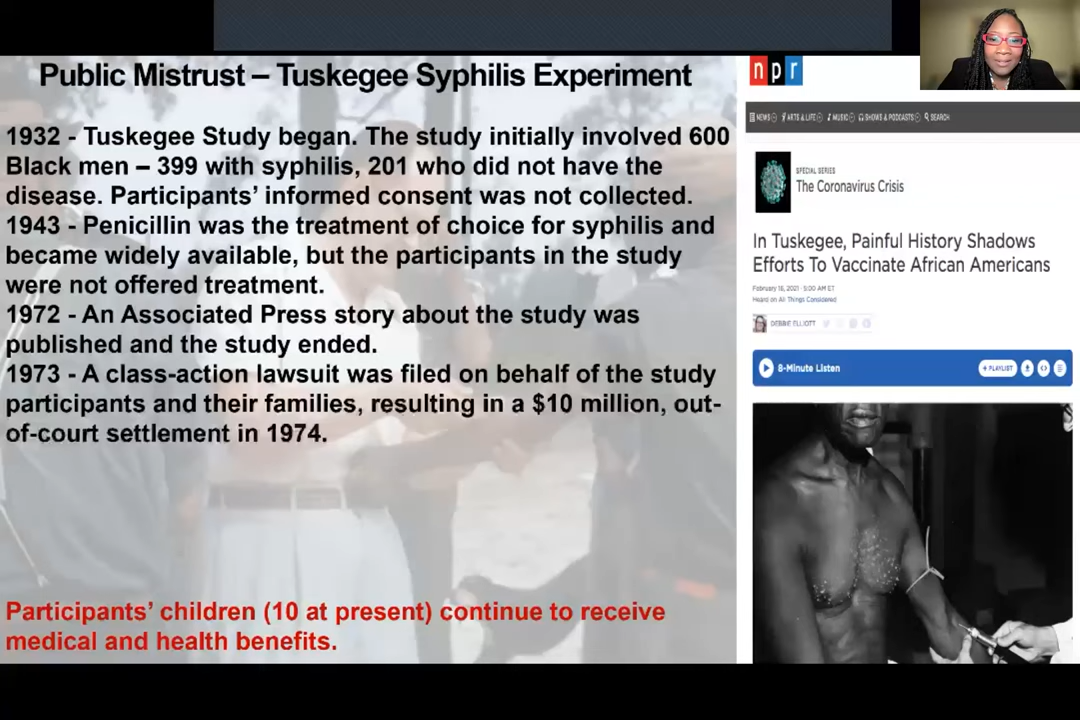 Public Mistrust – Tuskegee Syphilis Experiment
1932 - Tuskegee Study began. The study initially involved 600
Black men – 399 with syphilis, 201 who did not have the
disease. Participants’ informed consent was not collected.
1943 - Penicillin was the treatment of choice for syphilis and
became widely available, but the participants in the study
were not offered treatment.
1972 - An Associated Press story about the study was
published and the study ended.
1973 - A class-action lawsuit was filed on behalf of the study
participants and their families, resulting in a $10 million, out-
of-court settlement in 1974.
Participants’ children (10 at present) continue to receive
medical and health benefits.
npr
NEWS ARTS & LIFE MUSIC SHOWS & PODCASTS SEARCH
SPECIAL SERIES
The Coronavirus Crisis
In Tuskegee, Painful History Shadows
Efforts To Vaccinate African Americans
February 16, 2021 · 5:00 AM ET
Heard on All Things Considered
DEBBIE ELLIOTT
8-Minute Listen
+ PLAYLIST